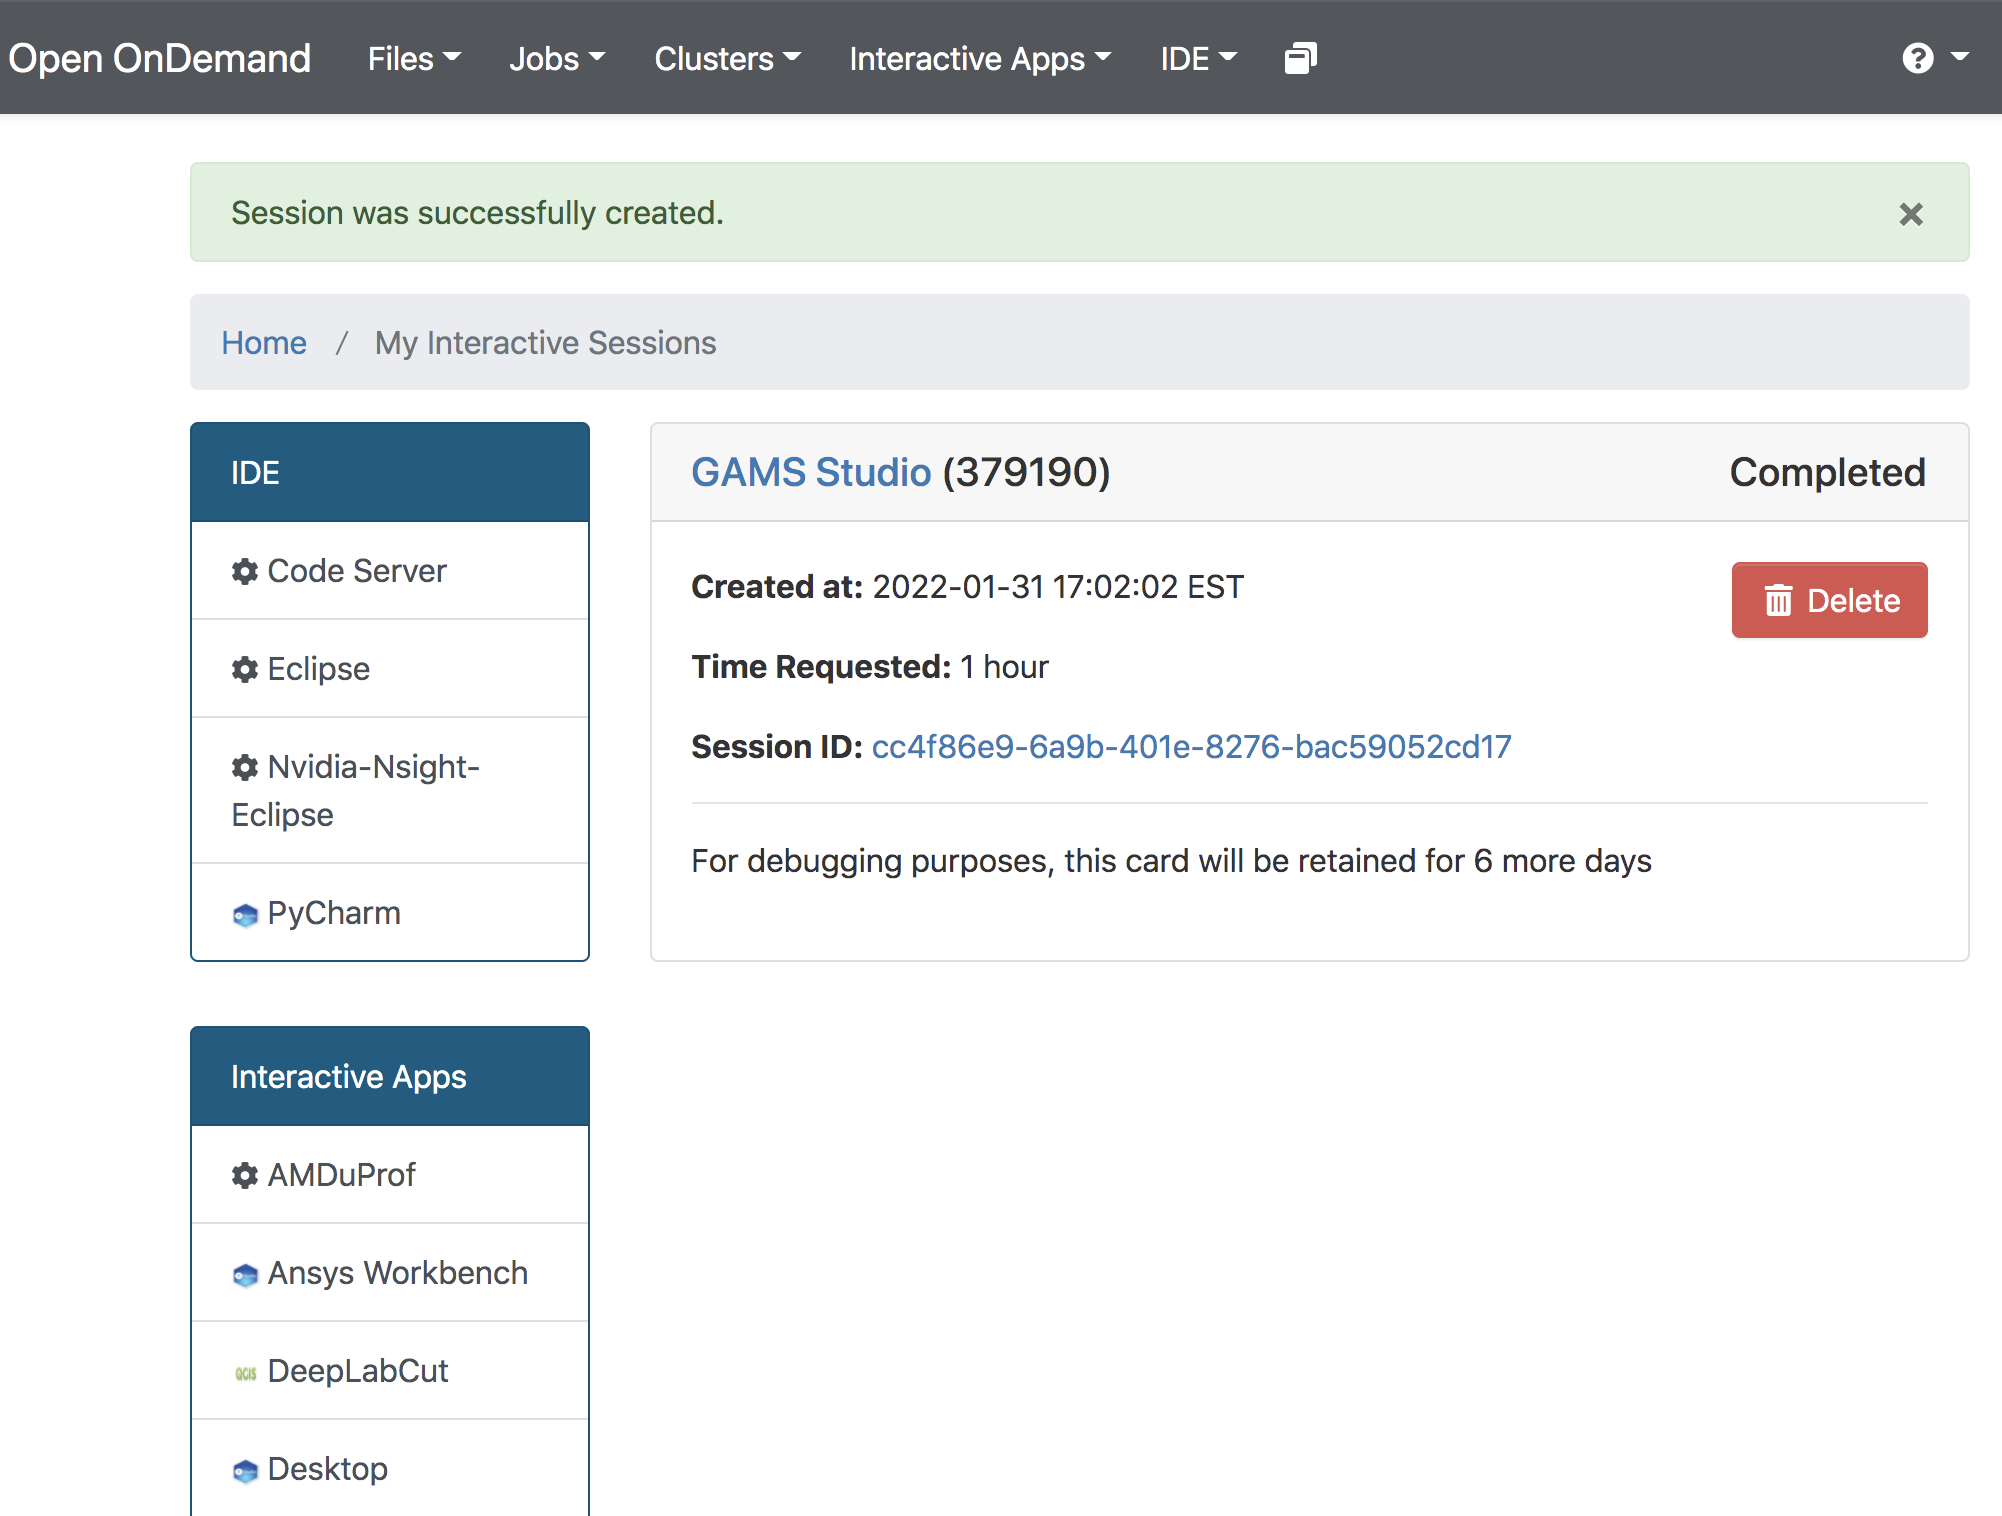 Open OnDemand Files Jobs Clusters Interactive Apps IDE
Session was successfully created.
Home / My Interactive Sessions
IDE
Code Server
Eclipse
Nvidia-Nsight-
Eclipse
PyCharm
GAMS Studio (379190) Completed
Created at: 2022-01-31 17:02:02 EST
Delete
Time Requested: 1 hour
Session ID: cc4f86e9-6a9b-401e-8276-bac59052cd17
For debugging purposes, this card will be retained for 6 more days
Interactive Apps
AMDuProf
Ansys Workbench
QGIS DeepLabCut
Desktop